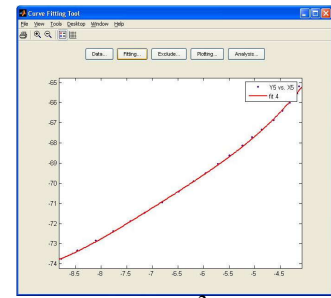 Curve Fitting Tool
File View Tools Desktop Window Help
Data... Fitting... Exclude... Plotting... Analysis...
Y5 vs. X5
fit 4
-65
-66
-67
-68
-69
-70
-71
-72
-73
-74
-8.5 -8 -7.5 -7 -6.5 -6 -5.5 -5 -4.5